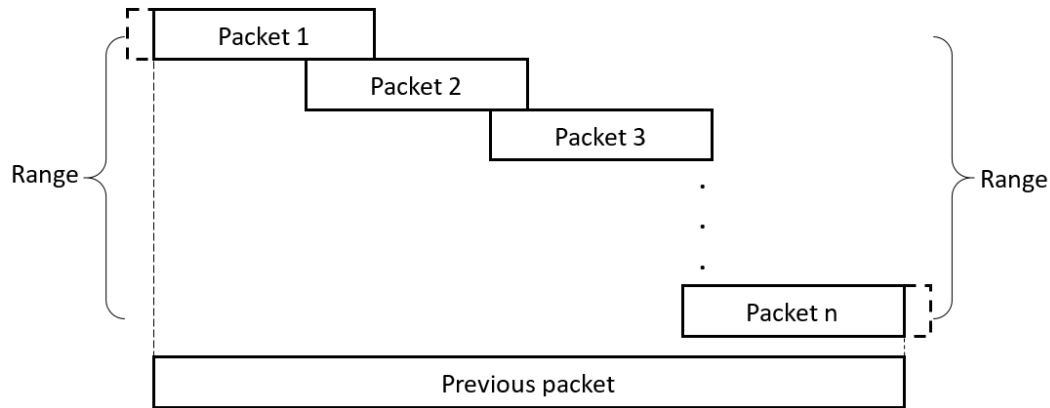 Packet 1
Packet 2
Packet 3
Range
Range
.
.
.
Packet n
Previous packet